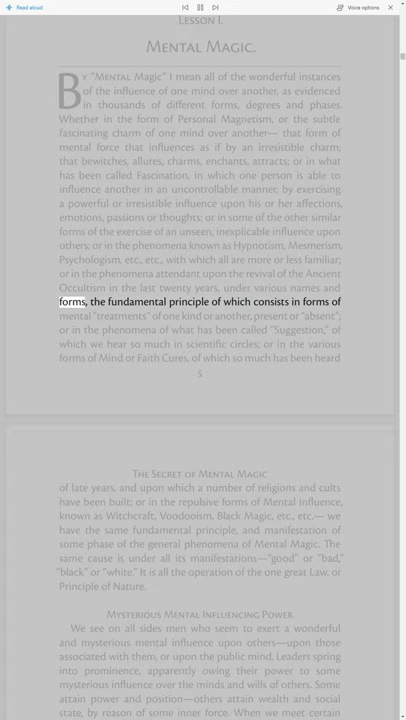 Read aloud
Voice options
LESSON I.
MENTAL MAGIC.
BY "MENTAL MAGIC" I mean all of the wonderful instances
of the influence of one mind over another, as evidenced
in thousands of different forms, degrees and phases.
Whether in the form of Personal Magnetism, or the subtle
fascinating charm of one mind over another— that form of
mental force that influences as if by an irresistible charm;
that bewitches, allures, charms, enchants, attracts; or in what
has been called Fascination, in which one person is able to
influence another in an uncontrollable manner, by exercising
a powerful or irresistible influence upon his or her affections,
emotions, passions or thoughts; or in some of the other similar
forms of the exercise of an unseen, inexplicable influence upon
others; or in the phenomena known as Hypnotism, Mesmerism,
Psychologism, etc., etc., with which all are more or less familiar;
or in the phenomena attendant upon the revival of the Ancient
Occultism in the last twenty years, under various names and
forms, the fundamental principle of which consists in forms of
mental "treatments" of one kind or another, present or "absent";
or in the phenomena of what has been called "Suggestion," of
which we hear so much in scientific circles; or in the various
forms of Mind or Faith Cures, of which so much has been heard
5
THE SECRET OF MENTAL MAGIC
of late years, and upon which a number of religions and cults
have been built; or in the repulsive forms of Mental Influence,
known as Witchcraft, Voodooism, Black Magic, etc., etc.— we
have the same fundamental principle, and manifestation of
some phase of the general phenomena of Mental Magic. The
same cause is under all its manifestations—"good" or "bad,"
"black" or "white." It is all the operation of the one great Law, or
Principle of Nature.
MYSTERIOUS MENTAL INFLUENCING POWER.
We see on all sides men who seem to exert a wonderful
and mysterious mental influence upon others—upon those
associated with them, or upon the public mind. Leaders spring
into prominence, apparently owing their power to some
mysterious influence over the minds and wills of others. Some
attain power and position—others attain wealth and social
state, by reason of some inner force. When we meet certain